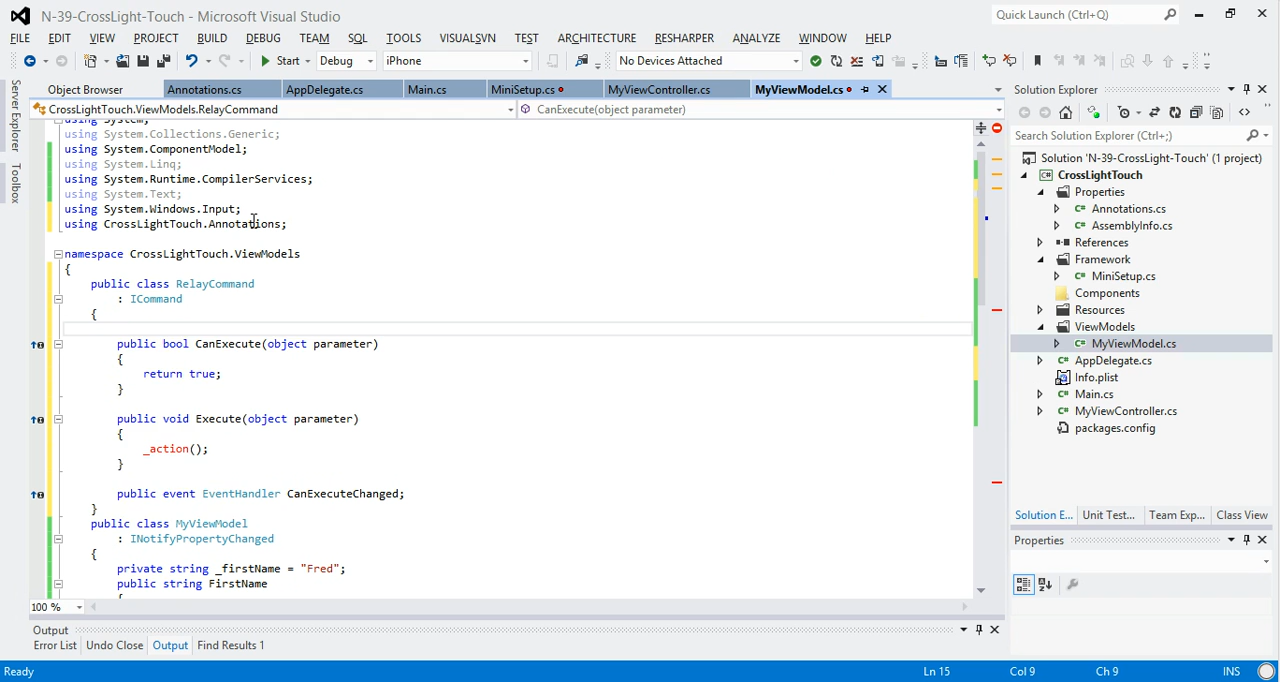 N-39-CrossLight-Touch - Microsoft Visual Studio
Quick Launch (Ctrl+Q)
FILE EDIT VIEW PROJECT BUILD DEBUG TEAM SQL TOOLS VISUALSVN TEST ARCHITECTURE RESHARPER ANALYZE WINDOW HELP
Start Debug iPhone No Devices Attached
Object Browser Annotations.cs AppDelegate.cs Main.cs MiniSetup.cs MyViewController.cs MyViewModel.cs
CrossLightTouch.ViewModels.RelayCommand CanExecute(object parameter)
Server Explorer
Toolbox
using System;
using System.Collections.Generic;
using System.ComponentModel;
using System.Linq;
using System.Runtime.CompilerServices;
using System.Text;
using System.Windows.Input;
using CrossLightTouch.Annotations;
namespace CrossLightTouch.ViewModels
{
public class RelayCommand
: ICommand
{
public bool CanExecute(object parameter)
{
return true;
}
public void Execute(object parameter)
{
_action();
}
public event EventHandler CanExecuteChanged;
}
public class MyViewModel
: INotifyPropertyChanged
{
private string _firstName = "Fred";
public string FirstName
100 %
Solution Explorer
Search Solution Explorer (Ctrl+;)
Solution 'N-39-CrossLight-Touch' (1 project)
CrossLightTouch
Properties
Annotations.cs
AssemblyInfo.cs
References
Framework
MiniSetup.cs
Components
Resources
ViewModels
MyViewModel.cs
AppDelegate.cs
Info.plist
Main.cs
MyViewController.cs
packages.config
Solution E... Unit Test... Team Exp... Class View
Properties
Output
Error List Undo Close Output Find Results 1
Ready Ln 15 Col 9 Ch 9 INS